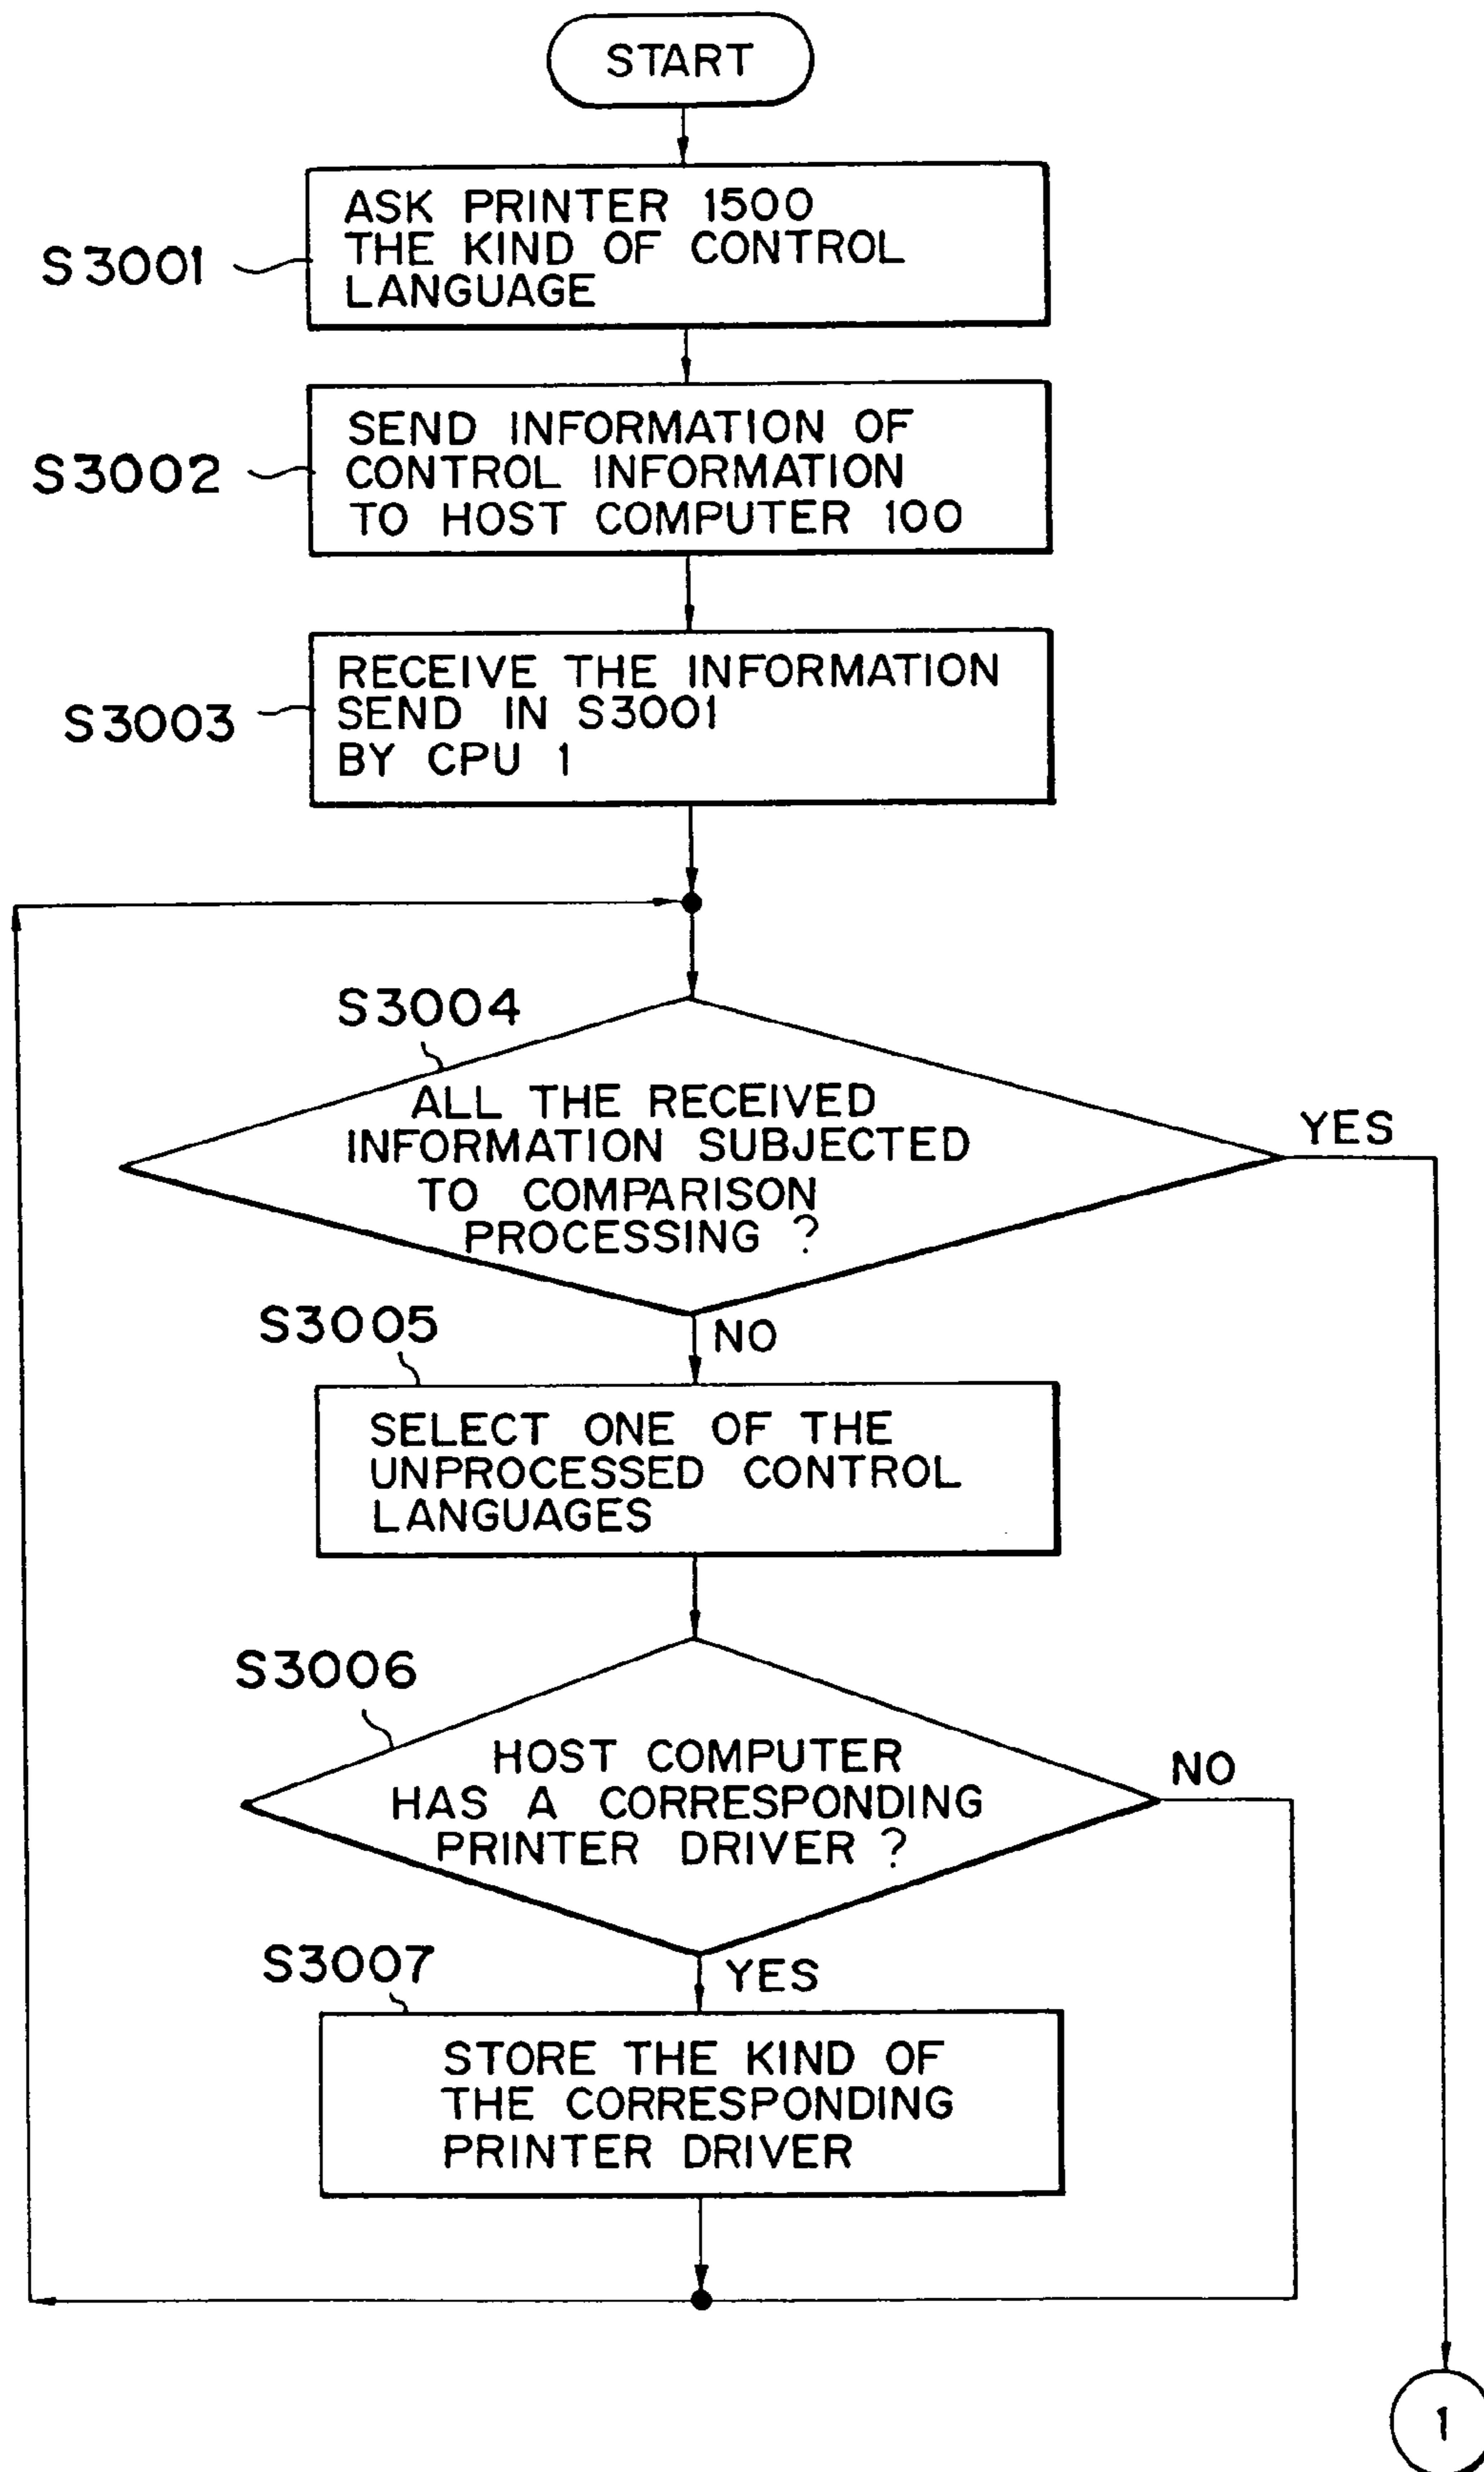 START
S3001
ASK PRINTER 1500
THE KIND OF CONTROL
LANGUAGE
S3002
SEND INFORMATION OF
CONTROL INFORMATION
TO HOST COMPUTER 100
S3003
RECEIVE THE INFORMATION
SEND IN S3001
BY CPU 1
S3004
ALL THE RECEIVED
INFORMATION SUBJECTED
TO COMPARISON
PROCESSING ?
YES
NO
S3005
SELECT ONE OF THE
UNPROCESSED CONTROL
LANGUAGES
S3006
HOST COMPUTER
HAS A CORRESPONDING
PRINTER DRIVER ?
NO
YES
S3007
STORE THE KIND OF
THE CORRESPONDING
PRINTER DRIVER
1